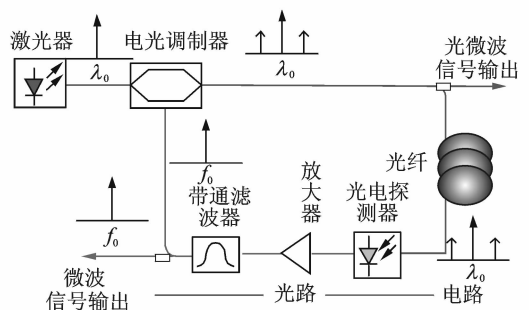 激光器
电光调制器
光微波
信号输出
λ0
λ0
光纤
f0
放
大
器
光电探
测器
带通滤
波器
f0
λ0
微波
信号输出
光路
电路